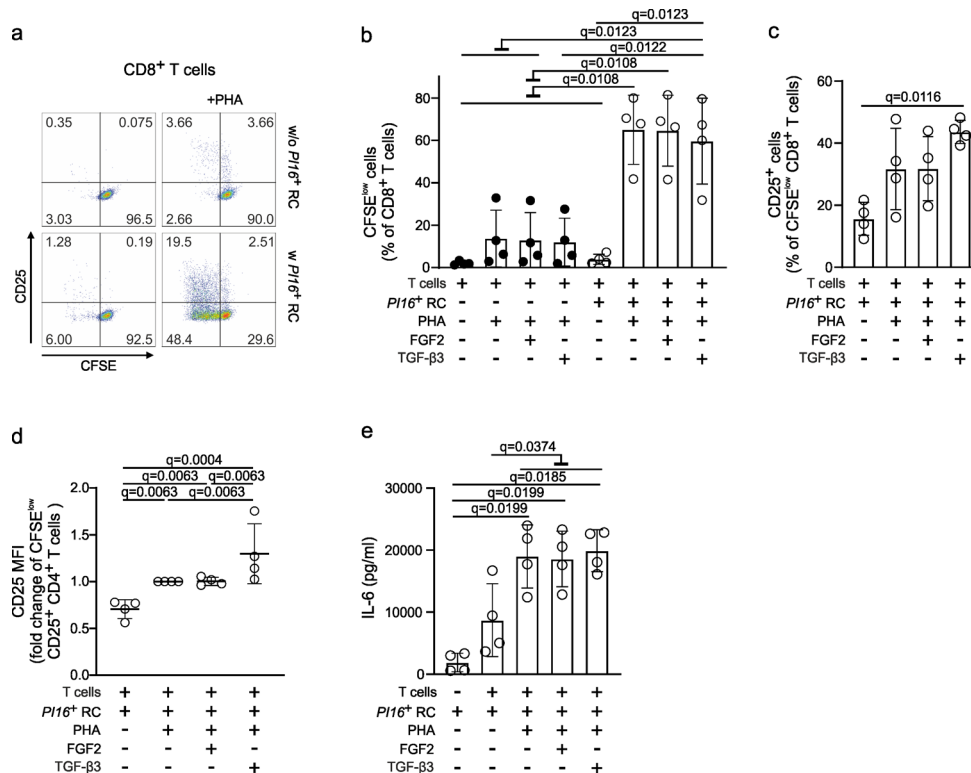 a
CD8+ T cells
+PHA
0.35 0.075 3.66 3.66
3.03 96.5 2.66 90.0
w/o PI16+ RC
1.28 0.19 19.5 2.51
6.00 92.5 48.4 29.6
w PI16+ RC
CD25
CFSE
b
q=0.0123
q=0.0123
q=0.0122
q=0.0108
q=0.0108
CFSElow cells
(% of CD8+ T cells)
80
60
40
20
0
T cells + + + + + + + +
PI16+ RC - - - - + + + +
PHA - + + + - + + +
FGF2 - - + - - - + -
TGF-β3 - - - + - - - +
c
q=0.0116
CD25+ cells
(% of CFSElow CD8+ T cells)
60
40
20
0
T cells + + + +
PI16+ RC + + + +
PHA - + + +
FGF2 - - + -
TGF-β3 - - - +
d
q=0.0004
q=0.0063 q=0.0063
q=0.0063 q=0.0063
CD25 MFI
(fold change of CFSElow
CD25+ CD4+ T cells )
2.0
1.5
1.0
0.5
0.0
T cells + + + +
PI16+ RC + + + +
PHA - + + +
FGF2 - - + -
TGF-β3 - - - +
e
q=0.0374
q=0.0185
q=0.0199
q=0.0199
IL-6 (pg/ml)
30000
20000
10000
0
T cells - + + + +
PI16+ RC + + + + +
PHA - - + + +
FGF2 - - - + -
TGF-β3 - - - - +